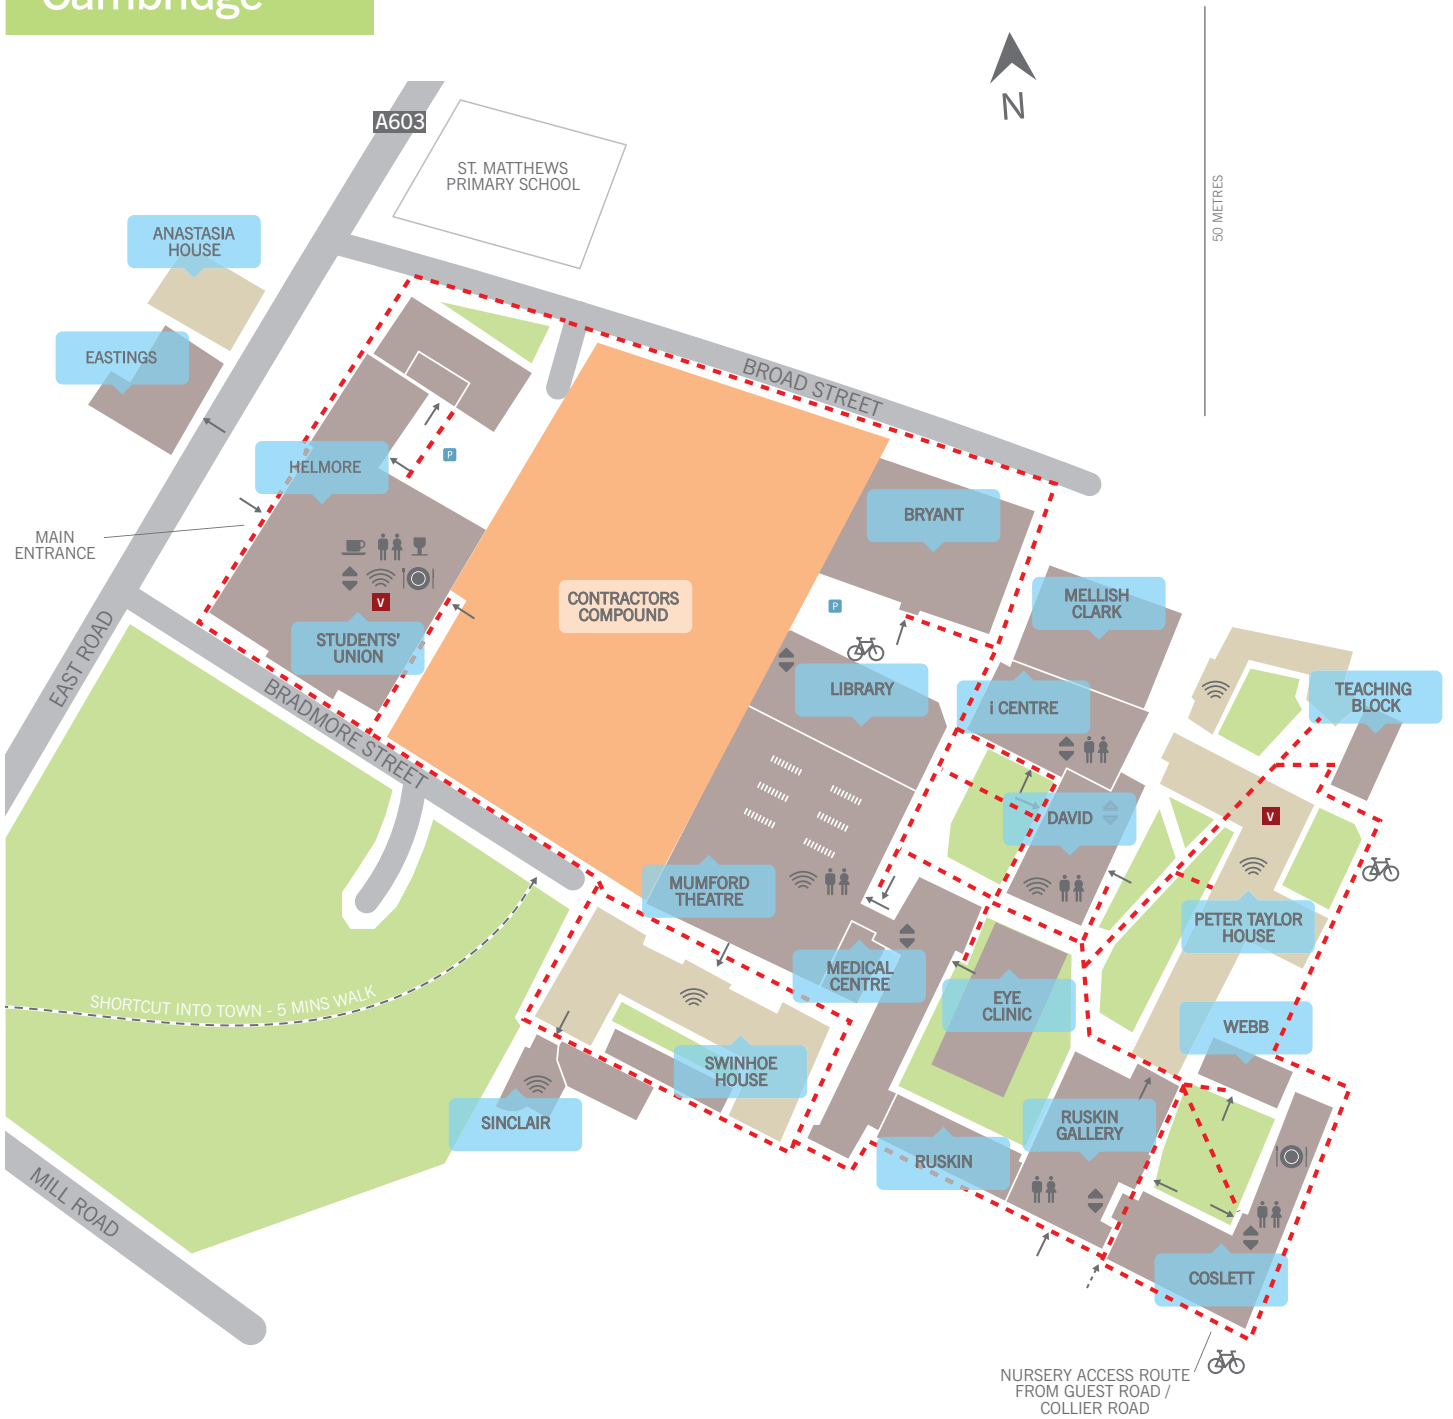 Cambridge
N
A603
50 METRES
ST. MATTHEWS
PRIMARY SCHOOL
ANASTASIA
HOUSE
EASTINGS
BROAD STREET
HELMORE
P
MAIN
ENTRANCE
BRYANT
CONTRACTORS
COMPOUND
P
MELLISH
CLARK
V
STUDENTS'
UNION
EAST ROAD
BRADMORE STREET
LIBRARY
i CENTRE
TEACHING
BLOCK
DAVID
V
MUMFORD
THEATRE
PETER TAYLOR
HOUSE
MEDICAL
CENTRE
EYE
CLINIC
SHORTCUT INTO TOWN - 5 MINS WALK
WEBB
SWINHOE
HOUSE
SINCLAIR
RUSKIN
GALLERY
RUSKIN
MILL ROAD
COSLETT
NURSERY ACCESS ROUTE
FROM GUEST ROAD /
COLLIER ROAD